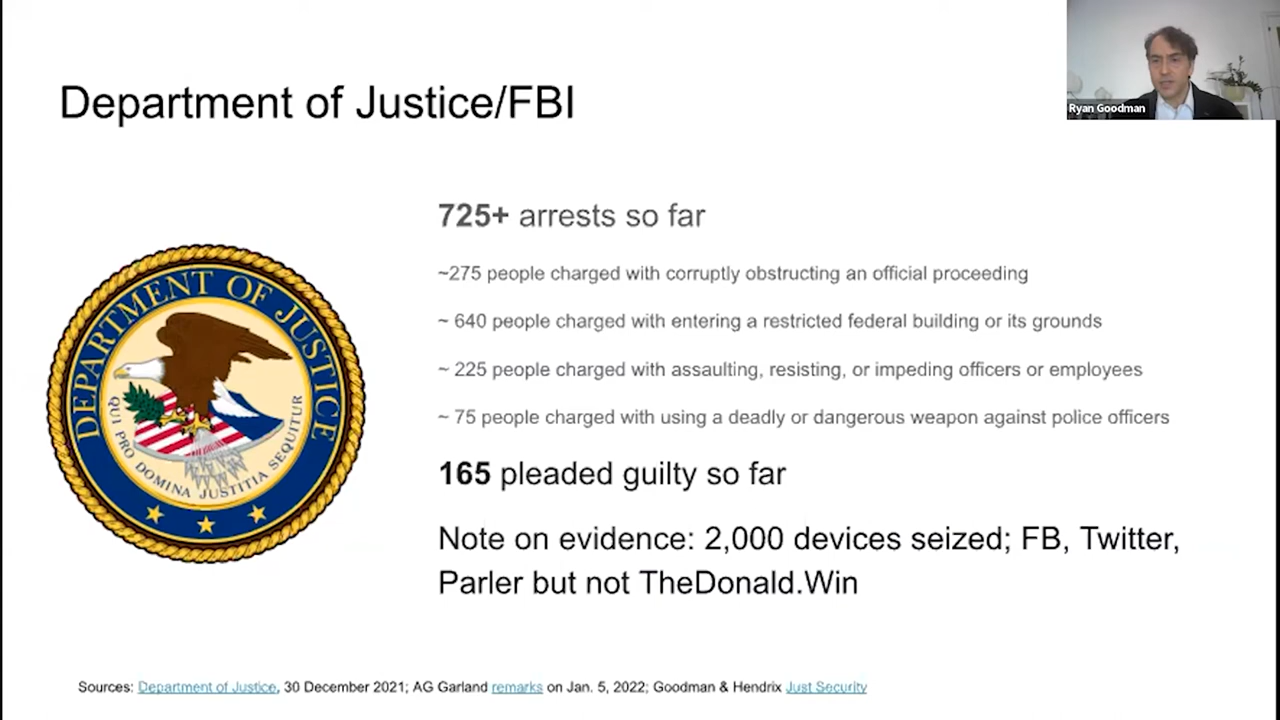 Department of Justice/FBI
Ryan Goodman
725+ arrests so far
~275 people charged with corruptly obstructing an official proceeding
~ 640 people charged with entering a restricted federal building or its grounds
~ 225 people charged with assaulting, resisting, or impeding officers or employees
~ 75 people charged with using a deadly or dangerous weapon against police officers
165 pleaded guilty so far
Note on evidence: 2,000 devices seized; FB, Twitter,
Parler but not TheDonald.Win
DEPARTMENT OF JUSTICE
QUI PRO DOMINA JUSTITIA SEQUITUR
Sources: Department of Justice, 30 December 2021; AG Garland remarks on Jan. 5, 2022; Goodman & Hendrix Just Security